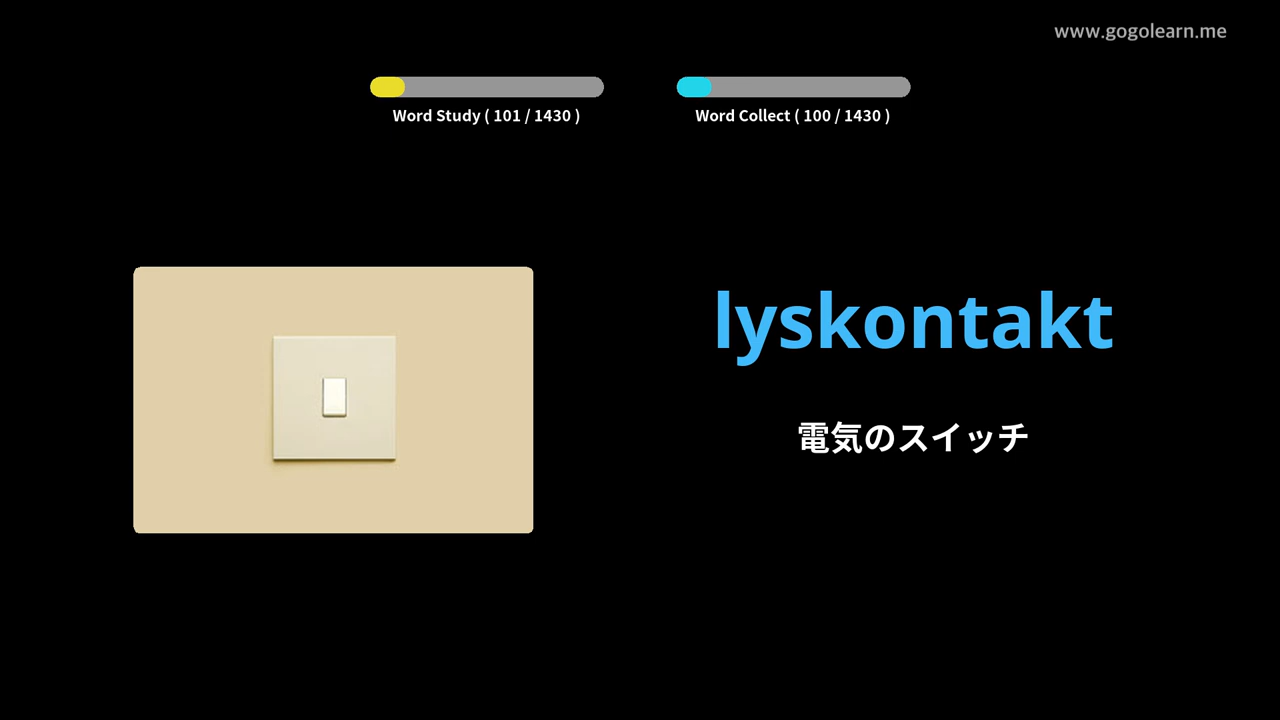 www.gogolearn.me
Word Study ( 101 / 1430 )
Word Collect ( 100 / 1430 )
lyskontakt
電気のスイッチ